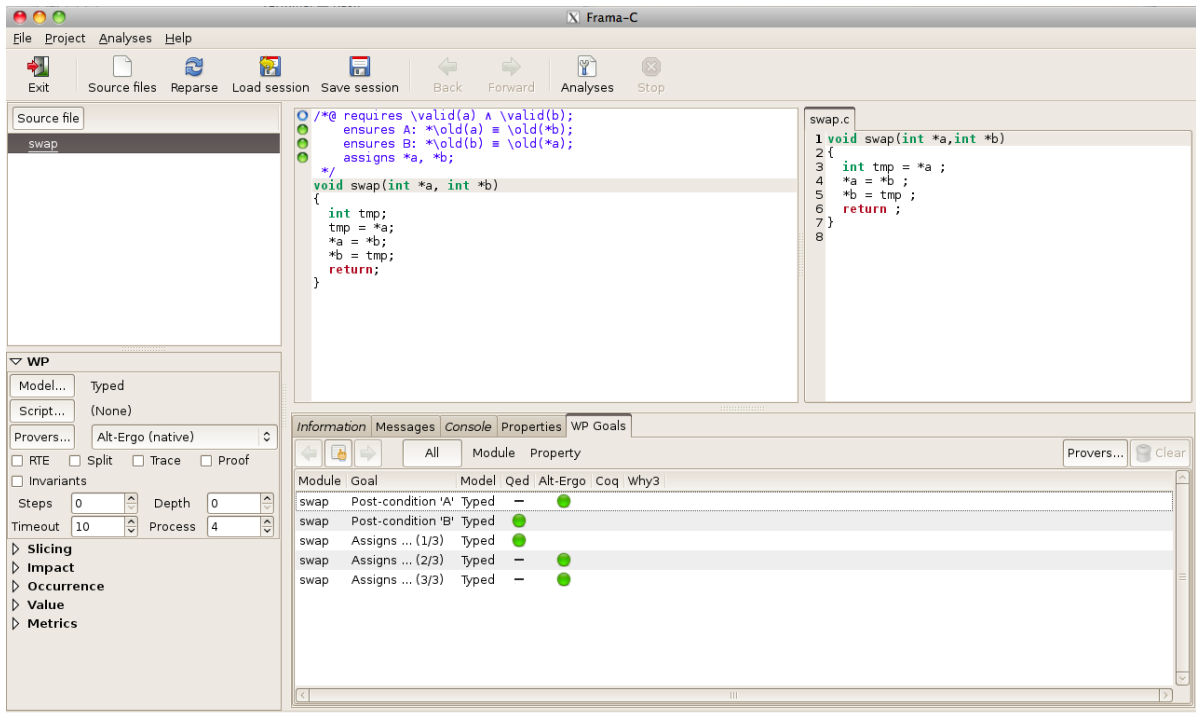 Frama-C
File Project Analyses Help
Exit Source files Reparse Load session Save session Back Forward Analyses Stop
Source file
swap
/*@ requires \valid(a) ∧ \valid(b);
ensures A: *\old(a) ≡ \old(*b);
ensures B: *\old(b) ≡ \old(*a);
assigns *a, *b;
*/
void swap(int *a, int *b)
{
int tmp;
tmp = *a;
*a = *b;
*b = tmp;
return;
}
swap.c
1 void swap(int *a,int *b)
2 {
3 int tmp = *a ;
4 *a = *b ;
5 *b = tmp ;
6 return ;
7 }
8
WP
Model... Typed
Script... (None)
Provers... Alt-Ergo (native)
RTE Split Trace Proof
Invariants
Steps 0 Depth 0
Timeout 10 Process 4
Slicing
Impact
Occurrence
Value
Metrics
Information Messages Console Properties WP Goals
All Module Property Provers... Clear
Module Goal Model Qed Alt-Ergo Coq Why3
swap Post-condition 'A' Typed —
swap Post-condition 'B' Typed
swap Assigns ... (1/3) Typed
swap Assigns ... (2/3) Typed —
swap Assigns ... (3/3) Typed —